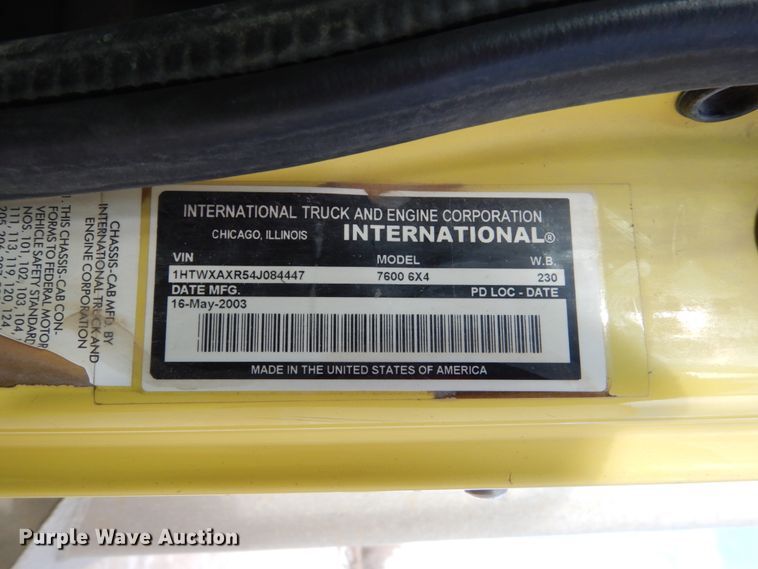 INTERNATIONAL TRUCK AND ENGINE CORPORATION
CHICAGO, ILLINOIS INTERNATIONAL®
VIN MODEL W.B.
1HTWXAXR54J084447 7600 6X4 230
DATE MFG. PD LOC - DATE
16-May-2003
MADE IN THE UNITED STATES OF AMERICA
CHASSIS-CAB MFD. BY
INTERNATIONAL TRUCK AND
ENGINE CORPORATION
. THIS CHASSIS-CAB CON-
FORMS TO FEDERAL MOTOR
VEHICLE SAFETY STANDARD
NOS. 101, 102, 103, 104,
120, 124,
Purple Wave Auction